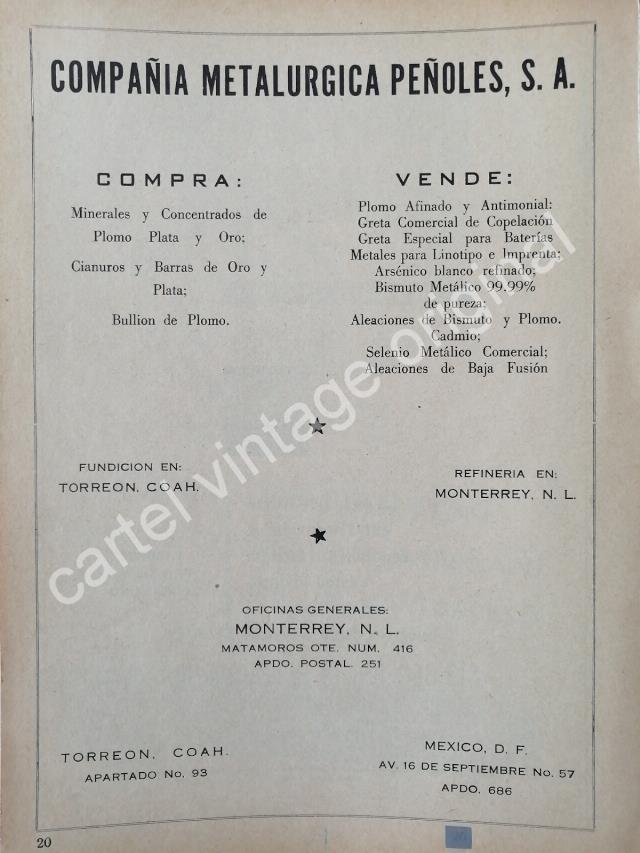 COMPAÑIA METALURGICA PEÑOLES, S. A.
COMPRA:
Minerales y Concentrados de
Plomo Plata y Oro;
Cianuros y Barras de Oro y
Plata;
Bullion de Plomo.
VENDE:
Plomo Afinado y Antimonial:
Greta Comercial de Copelación
Greta Especial para Baterías
Metales para Linotipo e Imprenta;
Arsénico blanco refinado;
Bismuto Metálico 99.99%
de pureza;
Aleaciones de Bismuto y Plomo.
Cadmio;
Selenio Metálico Comercial;
Aleaciones de Baja Fusión
FUNDICION EN:
TORREON, COAH.
REFINERIA EN:
MONTERREY, N. L.
OFICINAS GENERALES:
MONTERREY, N. L.
MATAMOROS OTE. NUM. 416
APDO. POSTAL. 251
TORREON, COAH.
APARTADO No. 93
MEXICO, D. F.
AV. 16 DE SEPTIEMBRE No. 57
APDO. 686
20
cartel vintage original